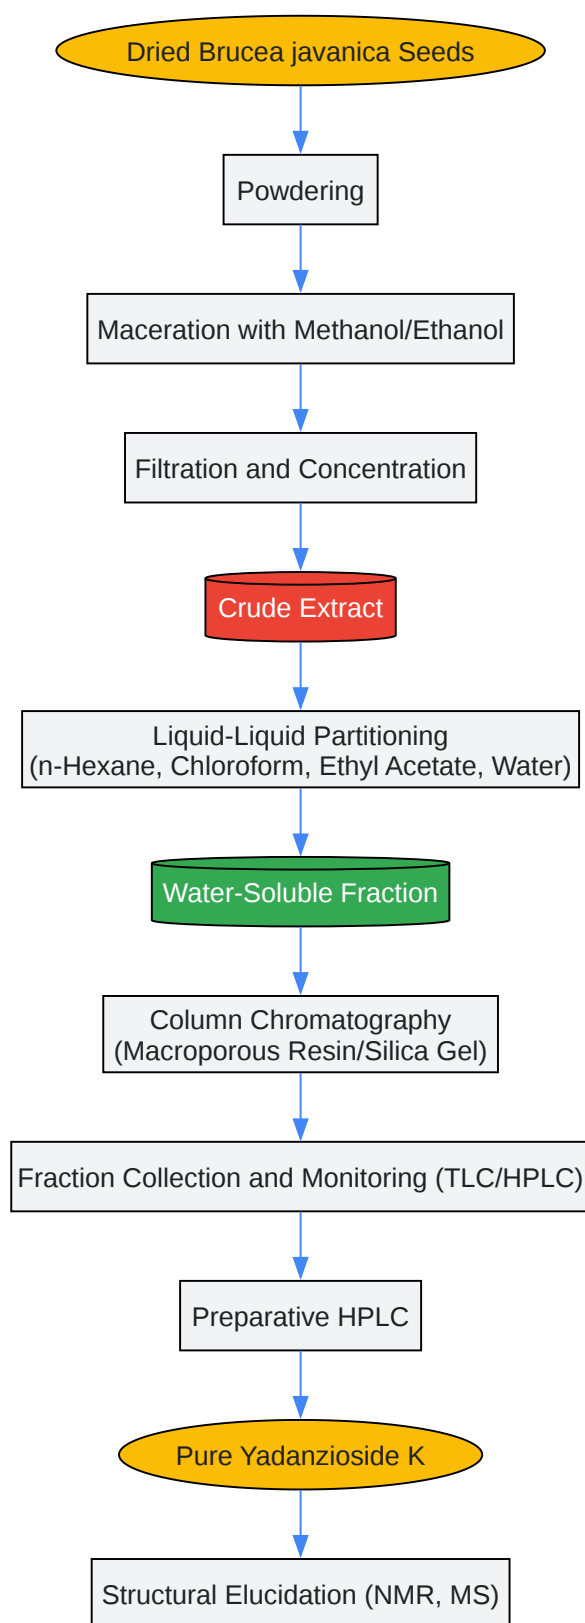 Dried Brucea javanica Seeds
Powdering
Maceration with Methanol/Ethanol
Filtration and Concentration
Crude Extract
Liquid-Liquid Partitioning
(n-Hexane, Chloroform, Ethyl Acetate, Water)
Water-Soluble Fraction
Column Chromatography
(Macroporous Resin/Silica Gel)
Fraction Collection and Monitoring (TLC/HPLC)
Preparative HPLC
Pure Yadanzioside K
Structural Elucidation (NMR, MS)